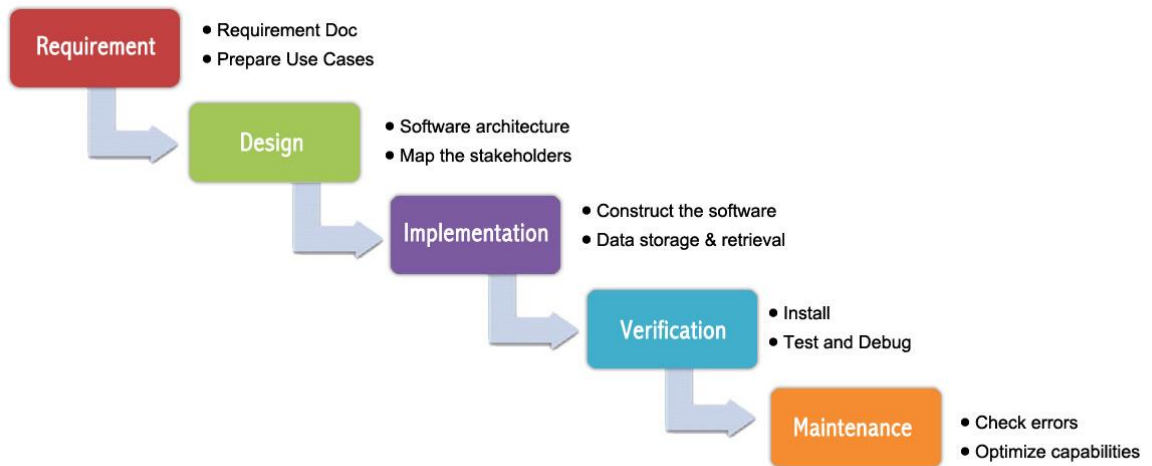 Requirement
• Requirement Doc
• Prepare Use Cases
Design
• Software architecture
• Map the stakeholders
Implementation
• Construct the software
• Data storage & retrieval
Verification
• Install
• Test and Debug
Maintenance
• Check errors
• Optimize capabilities